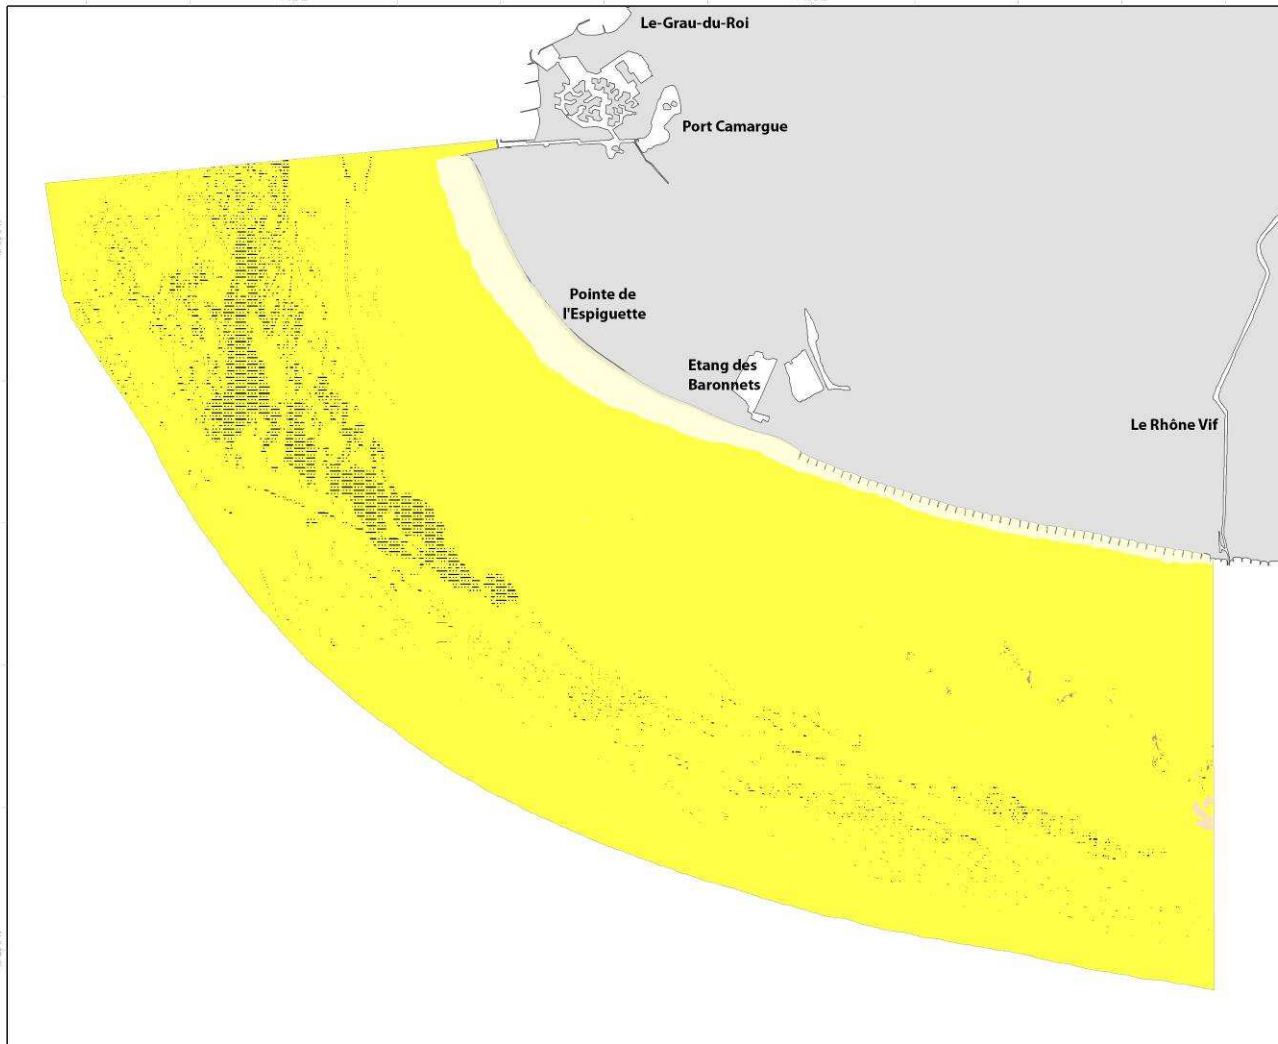 Le-Grau-du-Roi
Port Camargue
Pointe de
l'Espiguette
Etang des
Baronnets
Le Rhône Vif